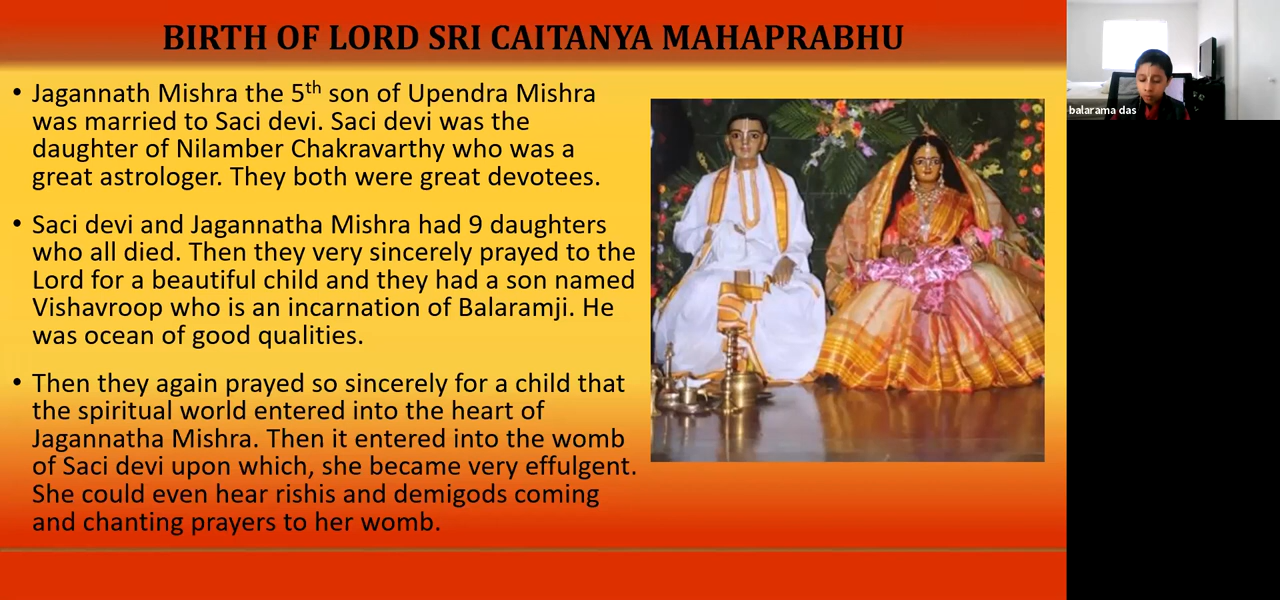 BIRTH OF LORD SRI CAITANYA MAHAPRABHU
• Jagannath Mishra the 5th son of Upendra Mishra
was married to Saci devi. Saci devi was the
daughter of Nilamber Chakravarthy who was a
great astrologer. They both were great devotees.
• Saci devi and Jagannatha Mishra had 9 daughters
who all died. Then they very sincerely prayed to the
Lord for a beautiful child and they had a son named
Vishavroop who is an incarnation of Balaramji. He
was ocean of good qualities.
• Then they again prayed so sincerely for a child that
the spiritual world entered into the heart of
Jagannatha Mishra. Then it entered into the womb
of Saci devi upon which, she became very effulgent.
She could even hear rishis and demigods coming
and chanting prayers to her womb.
balarama das